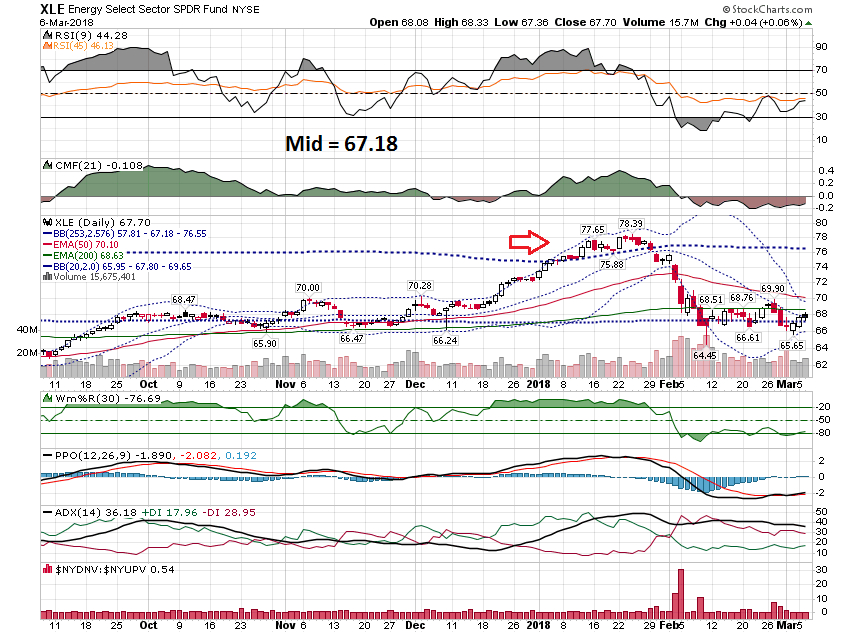 XLE Energy Select Sector SPDR Fund NYSE © StockCharts.com
6-Mar-2018 Open 68.08 High 68.33 Low 67.36 Close 67.70 Volume 15.7M Chg +0.04 (+0.06%)
RSI(9) 44.28
RSI(45) 46.13
90
70
50
30
10
Mid = 67.18
CMF(21) -0.108
0.4
0.2
0.0
-0.2
XLE (Daily) 67.70
BB(253,2.576) 57.81 - 67.18 - 76.55
EMA(50) 70.10
EMA(200) 68.63
BB(20,2.0) 65.95 - 67.80 - 69.65
Volume 15,675,401
80
78
76
74
72
70
68
66
64
62
40M
20M
68.47
65.90
70.00
66.47
70.28
66.24
77.65
75.88
78.39
64.45
68.51
68.76
66.61
69.90
65.65
11 18 25 Oct 9 16 23 Nov 6 13 20 27 Dec 11 18 26 2018 8 16 22 29 Feb 5 12 20 26 Mar 5
Wm%R(30) -76.69
-20
-50
-80
PPO(12,26,9) -1.890, -2.082, 0.192
2
0
-2
ADX(14) 36.18 +DI 17.96 -DI 28.95
50
40
30
20
10
$NYDNV:$NYUPV 0.54
30
20
10
0
11 18 25 Oct 9 16 23 Nov 6 13 20 27 Dec 11 18 26 2018 8 16 22 29 Feb 5 12 20 26 Mar 5